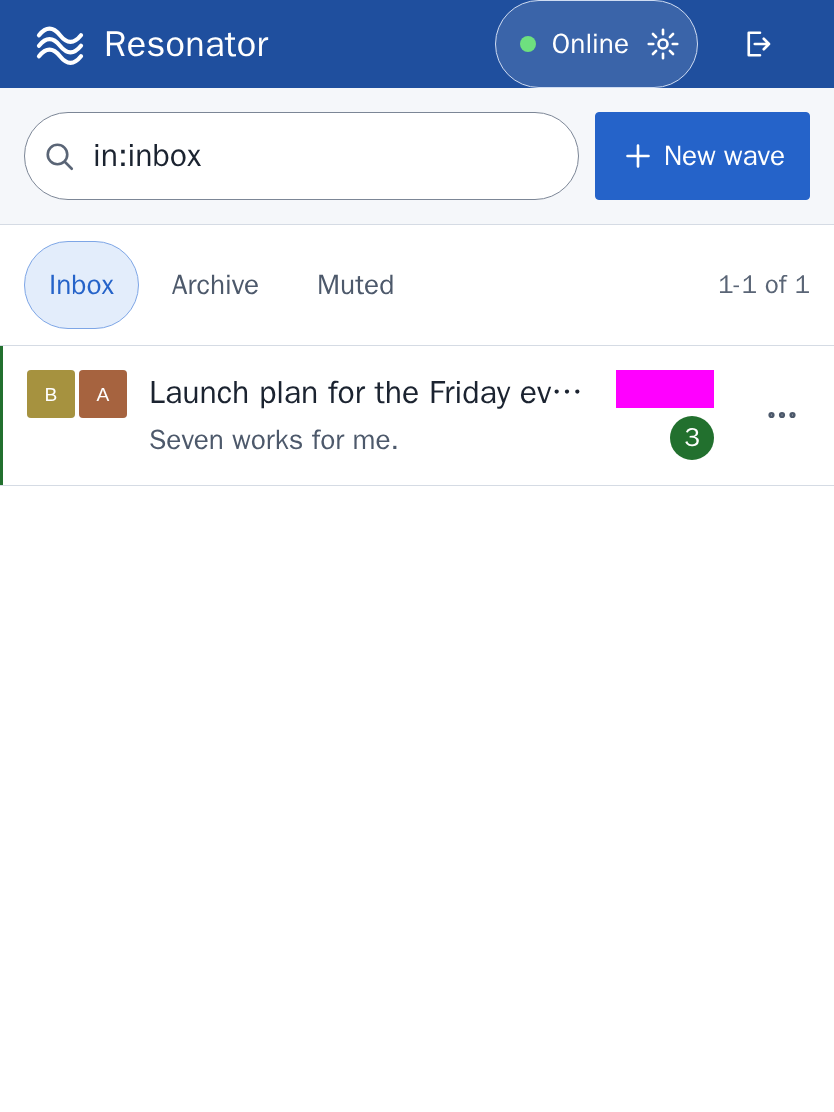 Resonator
Online
in:inbox
New wave
Inbox
Archive
Muted
1-1 of 1
B
A
Launch plan for the Friday ev···
Seven works for me.
3